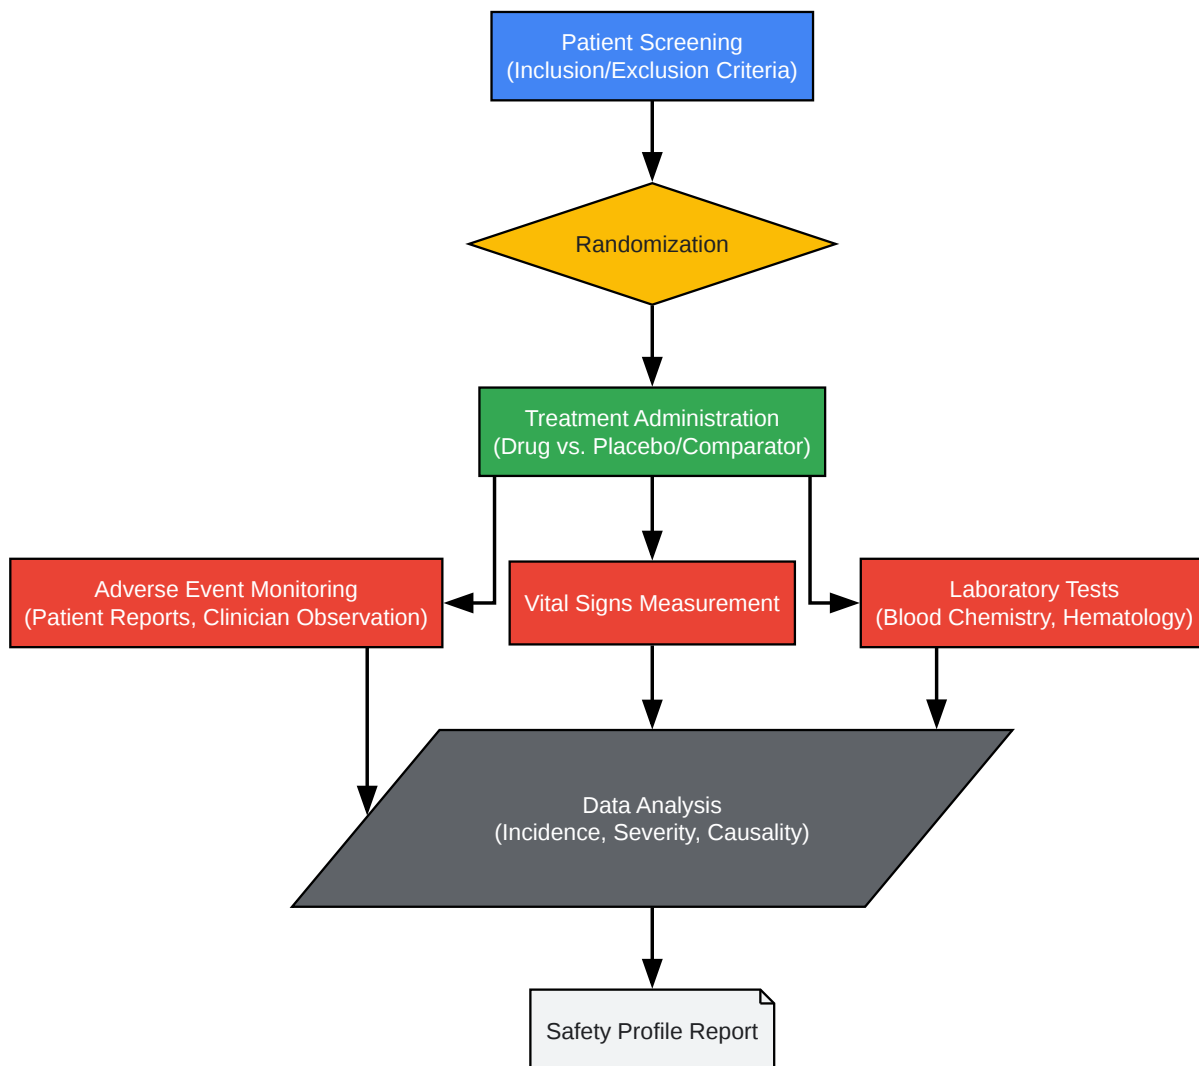 Patient Screening
(Inclusion/Exclusion Criteria)
Randomization
Treatment Administration
(Drug vs. Placebo/Comparator)
Adverse Event Monitoring
(Patient Reports, Clinician Observation)
Vital Signs Measurement
Laboratory Tests
(Blood Chemistry, Hematology)
Data Analysis
(Incidence, Severity, Causality)
Safety Profile Report